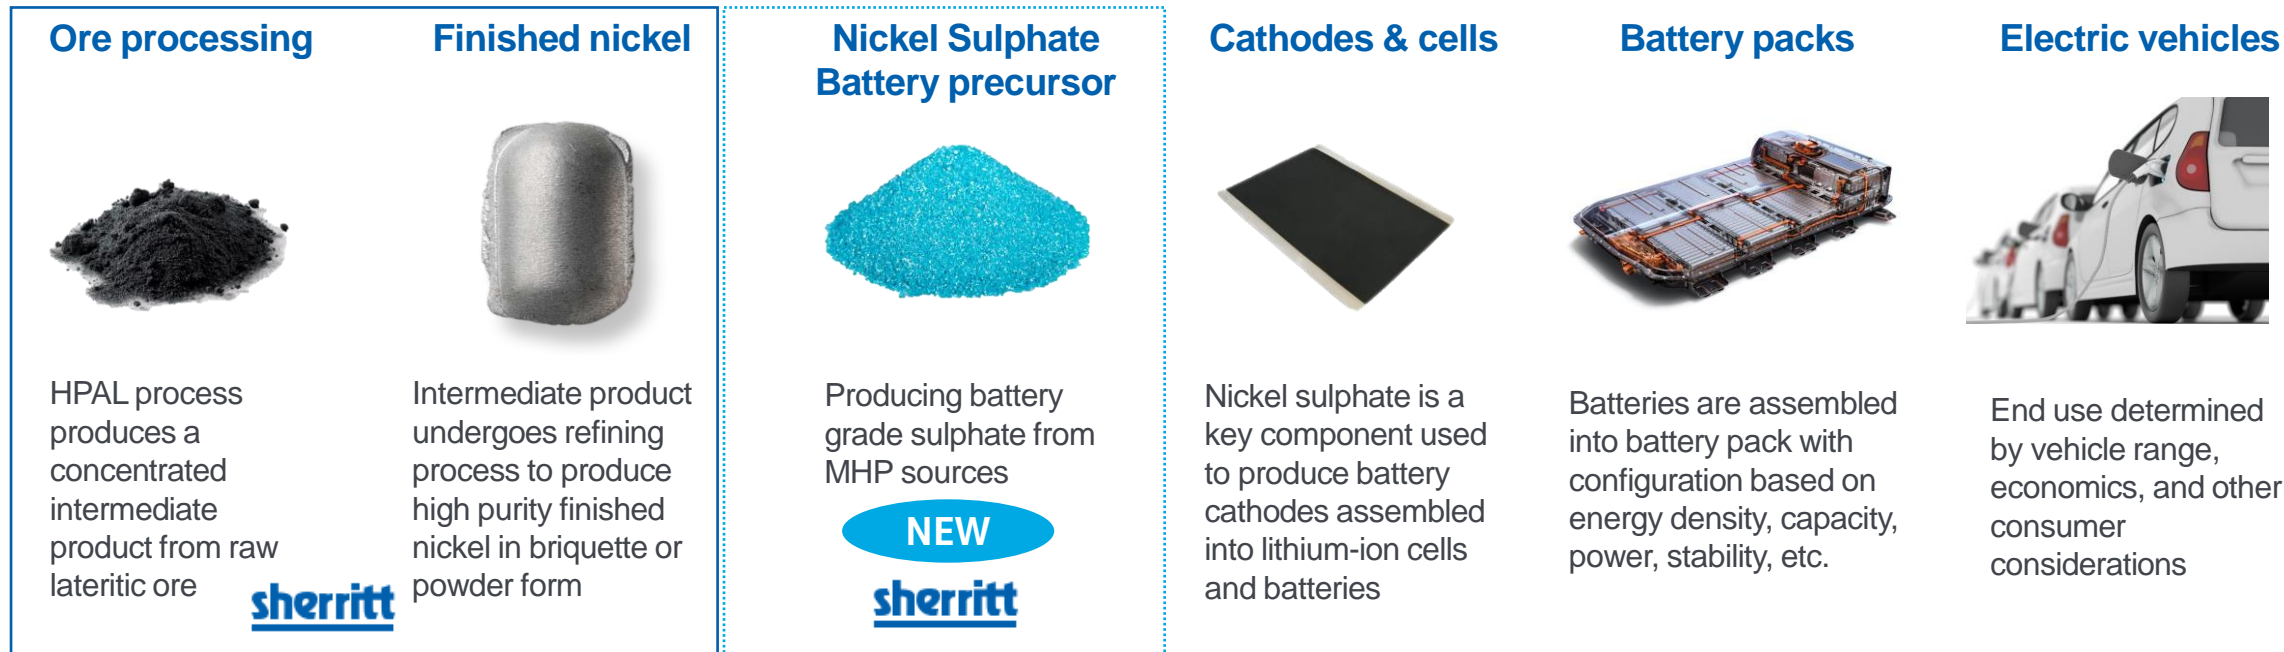 Ore processing
HPAL process
produces a
concentrated
intermediate
product from raw
lateritic ore
Finished nickel
Intermediate product
undergoes refining
process to produce
high purity finished
nickel in briquette or
powder form
sherritt
Nickel Sulphate
Battery precursor
Producing battery
grade sulphate from
MHP sources
NEW
sherritt
Cathodes & cells
Nickel sulphate is a
key component used
to produce battery
cathodes assembled
into lithium-ion cells
and batteries
Battery packs
Batteries are assembled
into battery pack with
configuration based on
energy density, capacity,
power, stability, etc.
Electric vehicles
End use determined
by vehicle range,
economics, and other
consumer
considerations